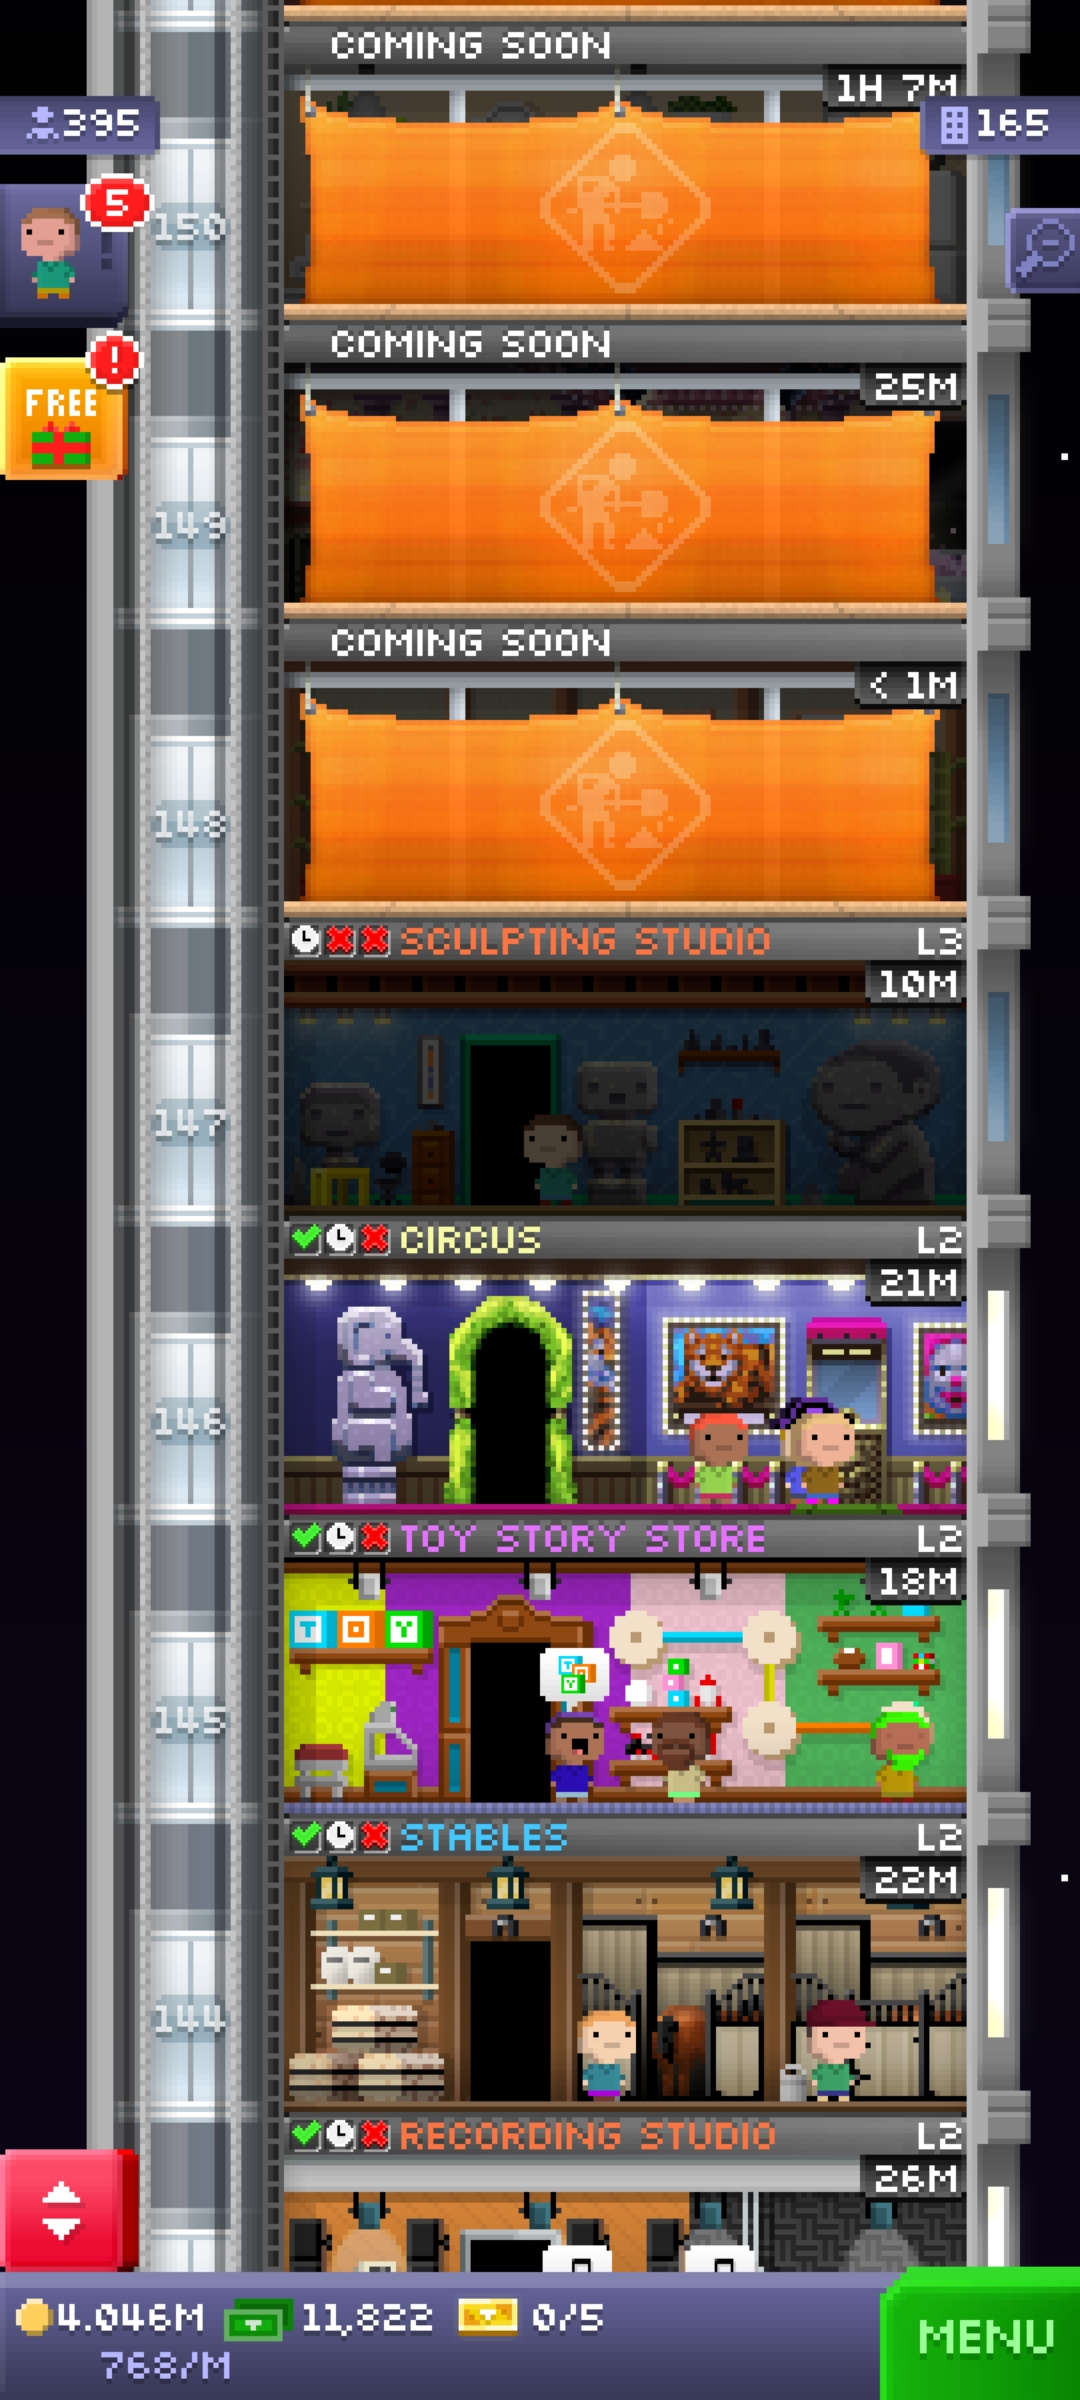 COMING SOON
1H 7M
395
165
5
150
COMING SOON
!
FREE
25M
149
COMING SOON
< 1M
148
SCULPTING STUDIO L3
10M
147
CIRCUS L2
21M
146
TOY STORY STORE L2
18M
T O Y
T
Y
145
STABLES L2
22M
144
RECORDING STUDIO L2
26M
4.046M 11,822 0/5
MENU
768/M